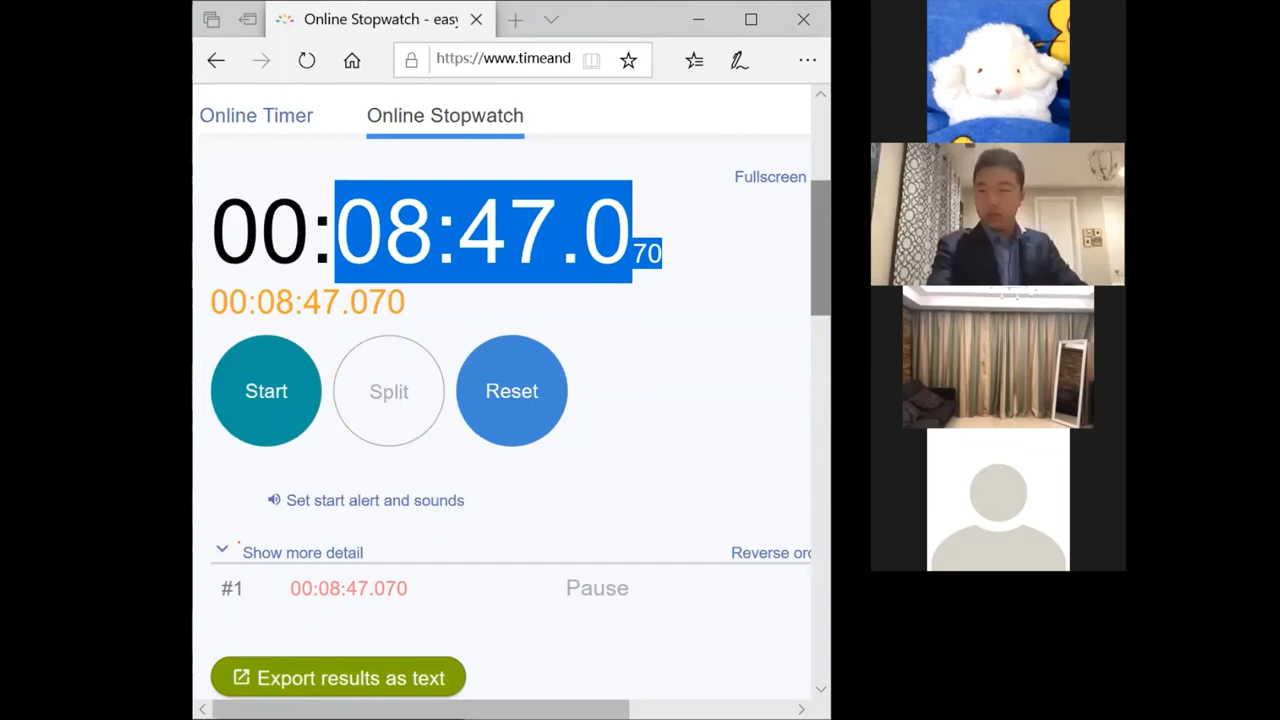 Online Stopwatch - easy
https://www.timeand
Online Timer
Online Stopwatch
Fullscreen
00:08:47.070
00:08:47.070
Start
Split
Reset
Set start alert and sounds
Show more detail
Reverse ord
#1 00:08:47.070 Pause
Export results as text